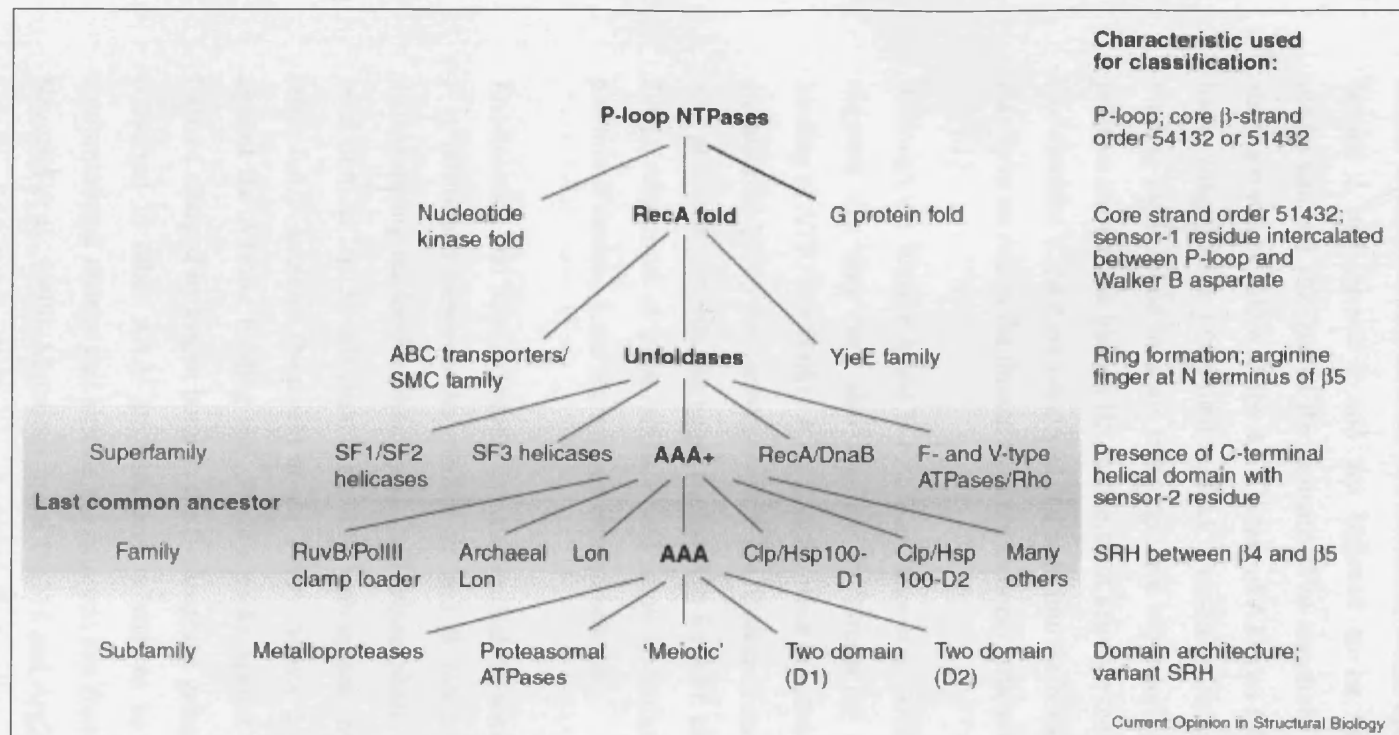 Characteristic used
for classification:
P-loop NTPases
P-loop; core β-strand
order 54132 or 51432
Nucleotide
kinase fold
RecA fold
G protein fold
Core strand order 51432;
sensor-1 residue intercalated
between P-loop and
Walker B aspartate
ABC transporters/
SMC family
Unfoldases
YjeE family
Ring formation; arginine
finger at N terminus of β5
Superfamily
SF1/SF2
helicases
SF3 helicases
AAA+
RecA/DnaB
F- and V-type
ATPases/Rho
Presence of C-terminal
helical domain with
sensor-2 residue
Last common ancestor
Family
RuvB/PolIII
clamp loader
Archaeal
Lon
Lon
AAA
Clp/Hsp100-
D1
Clp/Hsp
100-D2
Many
others
SRH between β4 and β5
Subfamily
Metalloproteases
Proteasomal
ATPases
'Meiotic'
Two domain
(D1)
Two domain
(D2)
Domain architecture;
variant SRH
Current Opinion in Structural Biology